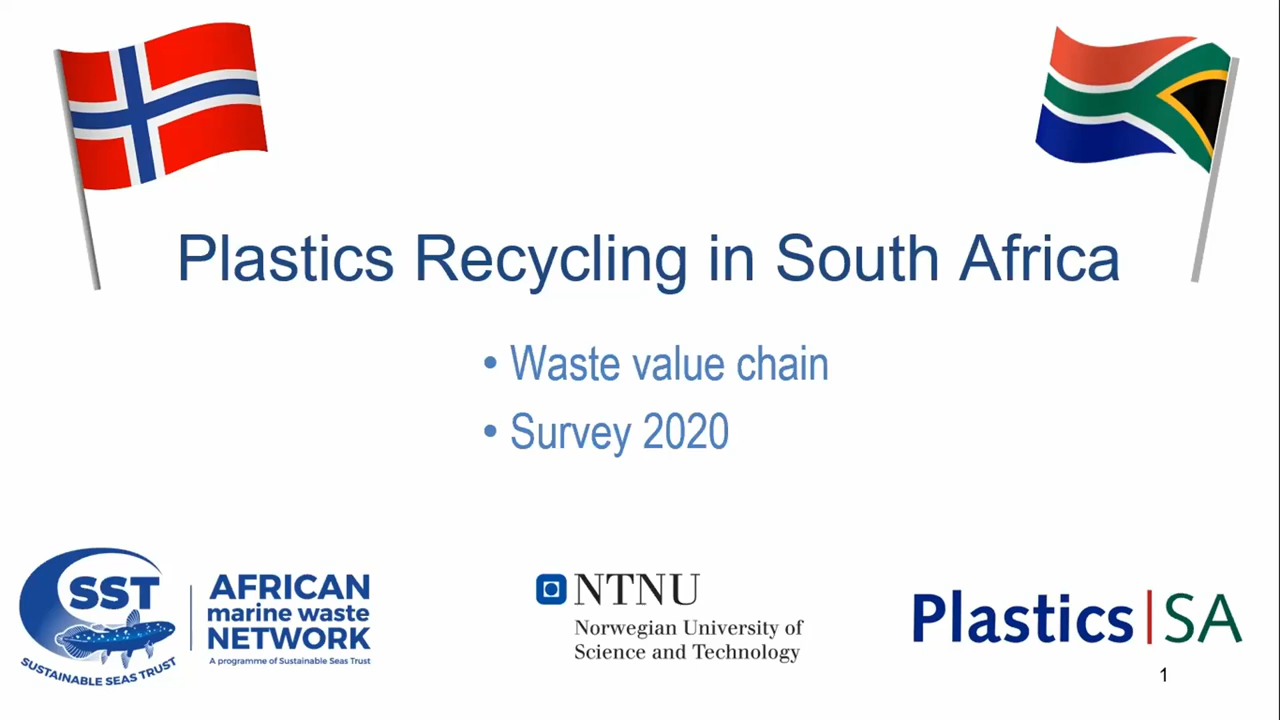 Plastics Recycling in South Africa
• Waste value chain
• Survey 2020
SST
SUSTAINABLE SEAS TRUST
AFRICAN
marine waste
NETWORK
A programme of Sustainable Seas Trust
NTNU
Norwegian University of
Science and Technology
Plastics|SA
1